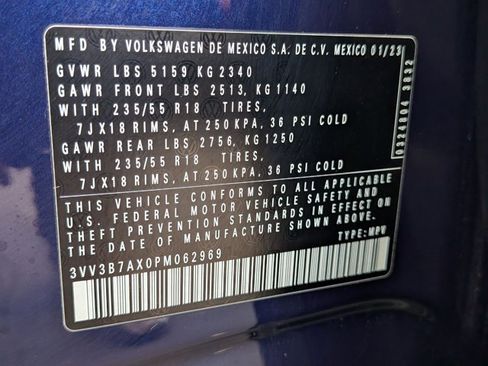 MFD BY VOLKSWAGEN DE MEXICO S.A. DE C.V. MEXICO 01/23
GVWR LBS 5159 KG 2340
GAWR FRONT LBS 2513, KG 1140
WITH 235/55 R18 TIRES,
7JX18 RIMS, AT 250 KPA, 36 PSI COLD
GAWR REAR LBS 2756, KG 1250
WITH 235/55 R18 TIRES,
7JX18 RIMS, AT 250 KPA, 36 PSI COLD
THIS VEHICLE CONFORMS TO ALL APPLICABLE
U.S. FEDERAL MOTOR VEHICLE SAFETY AND
THEFT PREVENTION STANDARDS IN EFFECT ON
THE DATE OF MANUFACTURE SHOWN ABOVE.
3VV3B7AX0PM062969 TYPE: MPV
0324804 3832